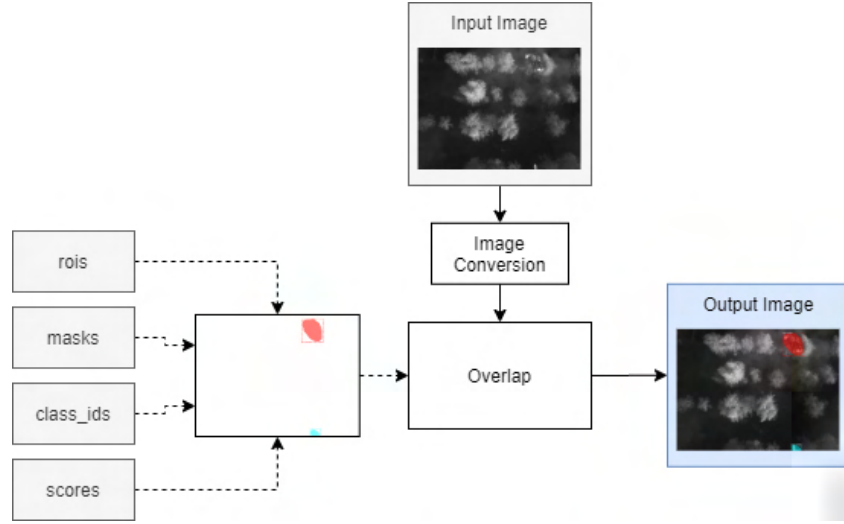 Input Image
Image
Conversion
rois
masks
class_ids
scores
Overlap
Output Image